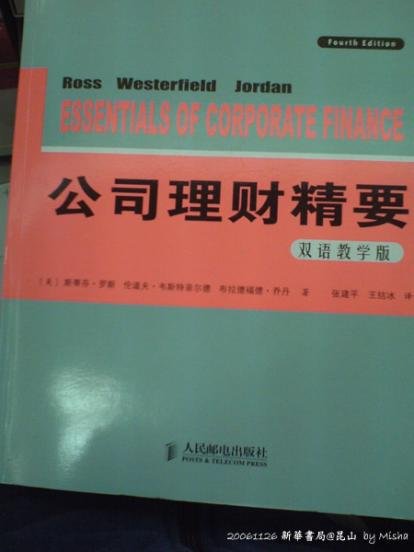 Fourth Edition
Ross Westerfield Jordan
ESSENTIALS OF CORPORATE FINANCE
公司理财精要
双语教学版
[美] 斯蒂芬·罗斯 伦道夫·韦斯特菲尔德 布拉德福德·乔丹 著 张建平 王结冰 译
人民邮电出版社
POSTS & TELECOM PRESS
20061126 新華書局@昆山 by Misha